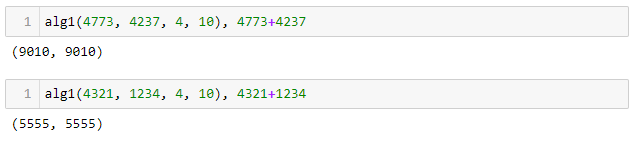 1 alg1(4773, 4237, 4, 10), 4773+4237
(9010, 9010)
1 alg1(4321, 1234, 4, 10), 4321+1234
(5555, 5555)